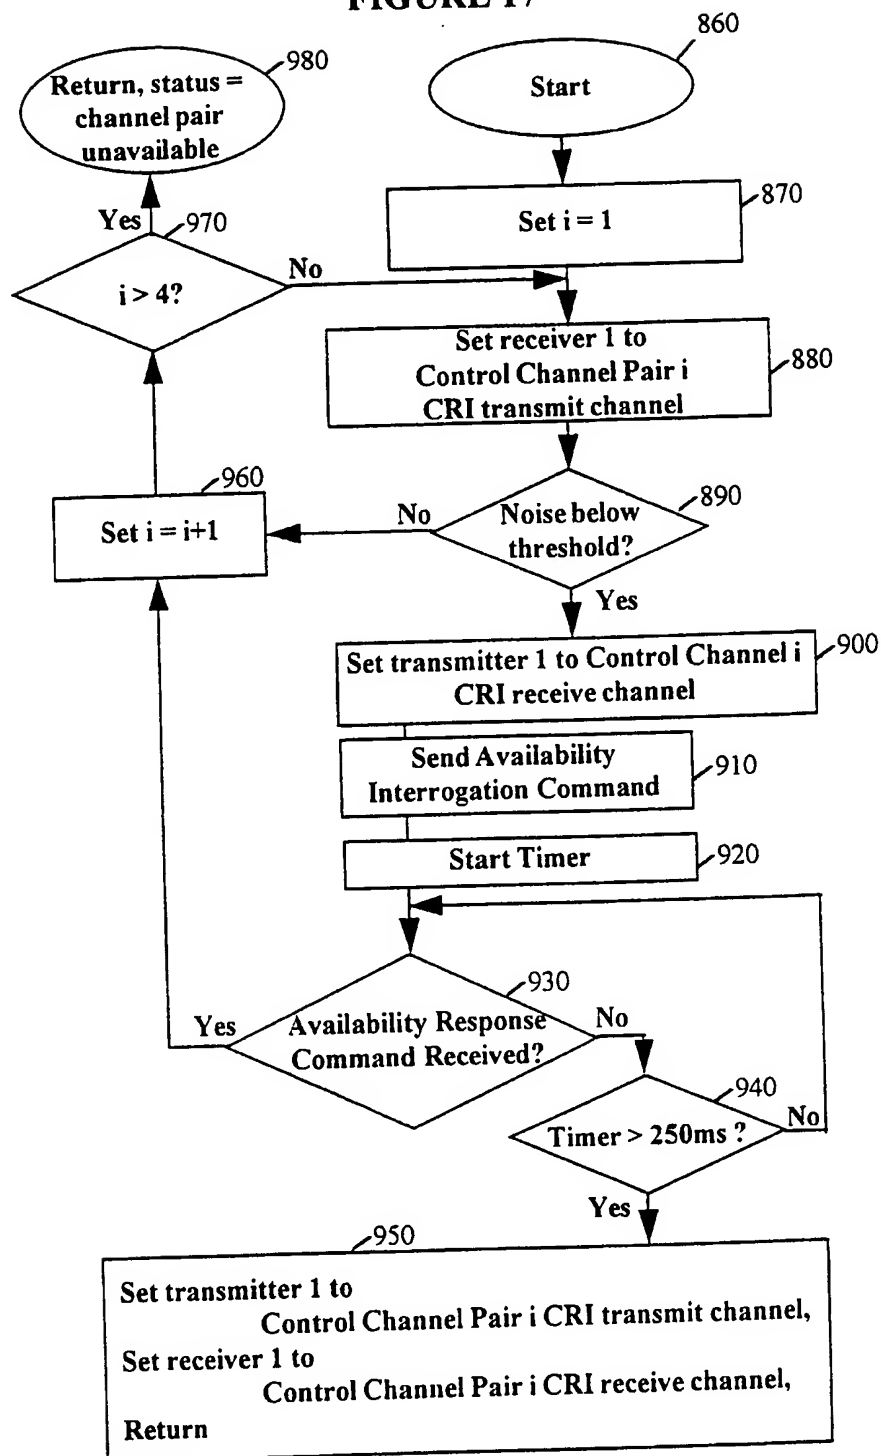 FIGURE 17
860
Start
980
Return, status =
channel pair
unavailable
870
Set i = 1
Yes
970
i > 4?
No
Set receiver 1 to
Control Channel Pair i
CRI transmit channel
880
960
Set i = i+1
No
890
Noise below
threshold?
Yes
Set transmitter 1 to Control Channel i
CRI receive channel
900
Send Availability
Interrogation Command
910
Start Timer
920
930
Yes
Availability Response
Command Received?
No
940
Timer > 250ms ?
No
Yes
950
Set transmitter 1 to
Control Channel Pair i CRI transmit channel,
Set receiver 1 to
Control Channel Pair i CRI receive channel,
Return